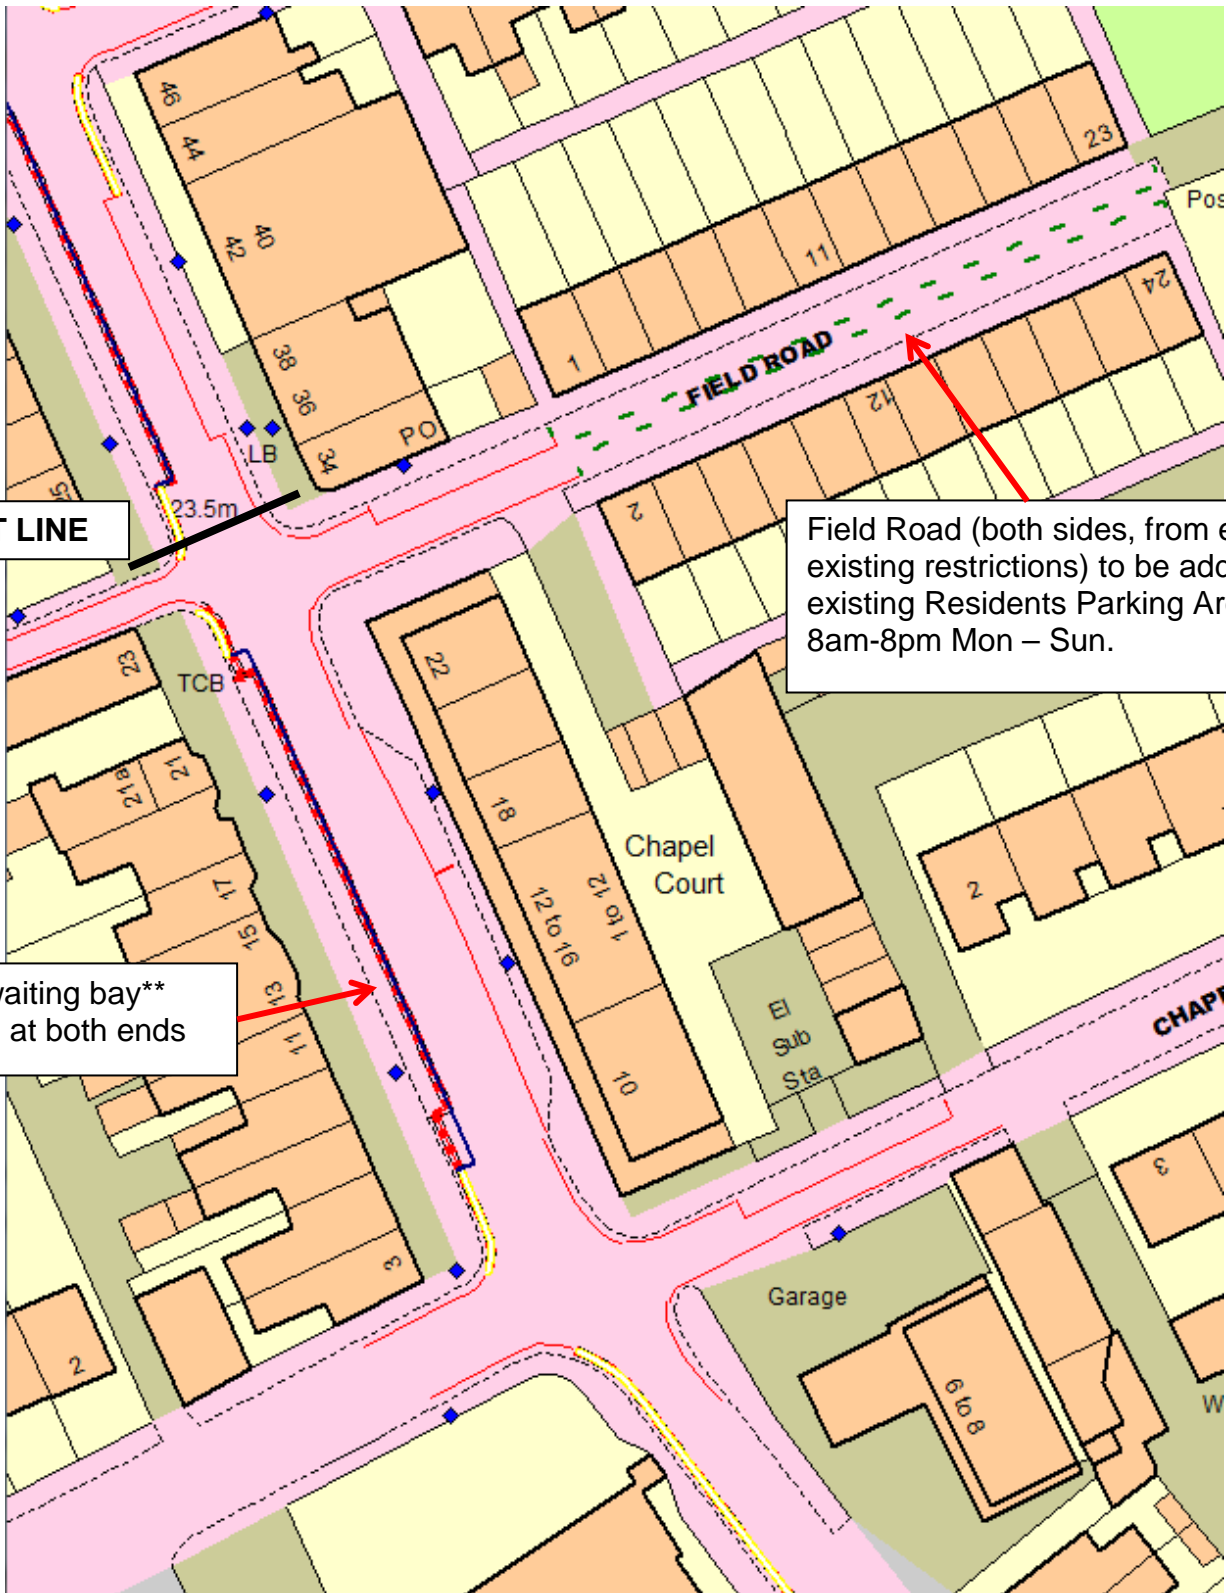 46
44
42
40
38
36
34
PO
LB
23.5m
T LINE
25
1
11
23
FIELD ROAD
Pos
2
12
24
Field Road (both sides, from e
existing restrictions) to be add
existing Residents Parking Ar
8am-8pm Mon – Sun.
23
TCB
21a
21
17
15
13
11
3
2
22
18
12 to 16
1 to 12
10
Chapel
Court
El
Sub
Sta
2
CHAPE
3
waiting bay**
at both ends
Garage
6 to 8
W